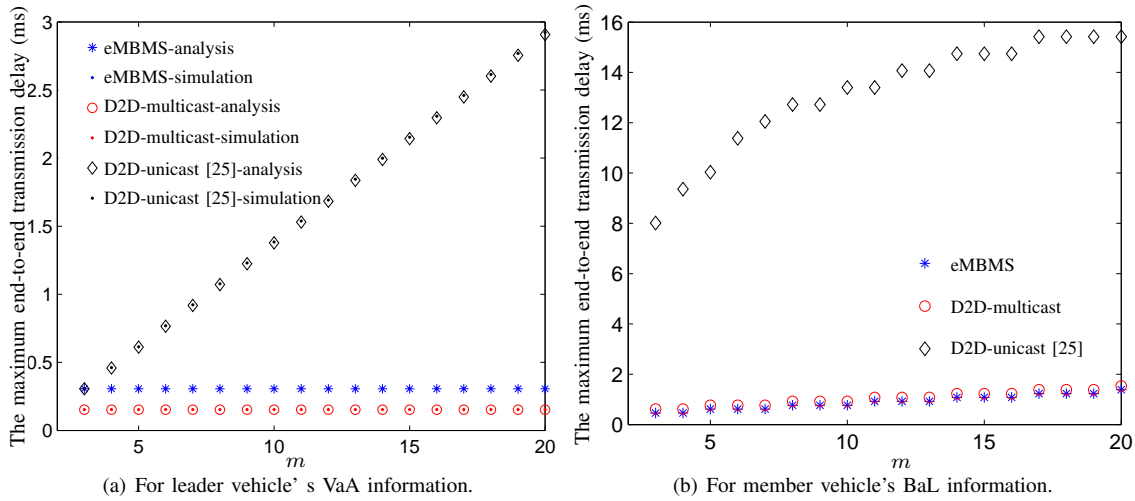 The maximum end-to-end transmission delay (ms)
3
2.5
2
1.5
1
0.5
0
eMBMS-analysis
eMBMS-simulation
D2D-multicast-analysis
D2D-multicast-simulation
D2D-unicast [25]-analysis
D2D-unicast [25]-simulation
5
10
15
20
m
(a) For leader vehicle' s VaA information.
The maximum end-to-end transmission delay (ms)
16
14
12
10
8
6
4
2
0
eMBMS
D2D-multicast
D2D-unicast [25]
5
10
15
20
m
(b) For member vehicle's BaL information.